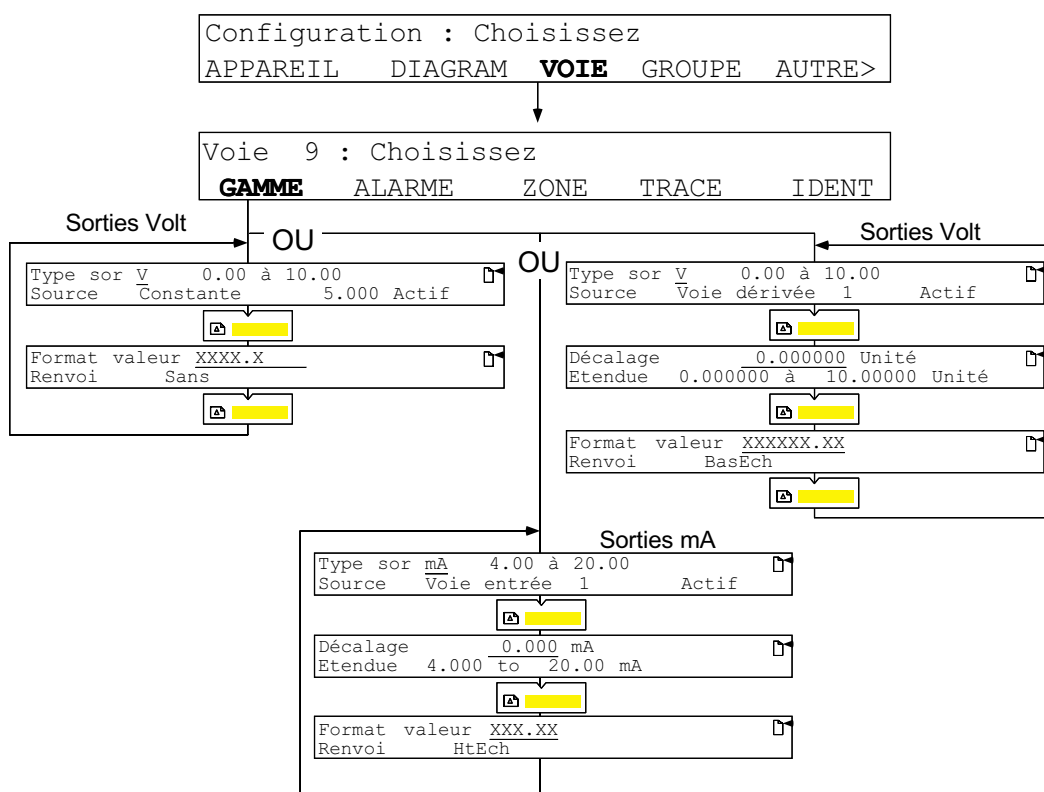 Configuration : Choisissez
APPAREIL DIAGRAM VOIE GROUPE AUTRE>
Voie 9 : Choisissez
GAMME ALARME ZONE TRACE IDENT
Sorties Volt
OU
Type sor V 0.00 à 10.00
Source Constante 5.000 Actif
Format valeur XXXX.X
Renvoi Sans
OU
Sorties Volt
Type sor V 0.00 à 10.00
Source Voie dérivée 1 Actif
Décalage 0.000000 Unité
Etendue 0.000000 à 10.00000 Unité
Format valeur XXXXXX.XX
Renvoi BasEch
Sorties mA
Type sor mA 4.00 à 20.00
Source Voie entrée 1 Actif
Décalage 0.000 mA
Etendue 4.000 to 20.00 mA
Format valeur XXX.XX
Renvoi HtEch